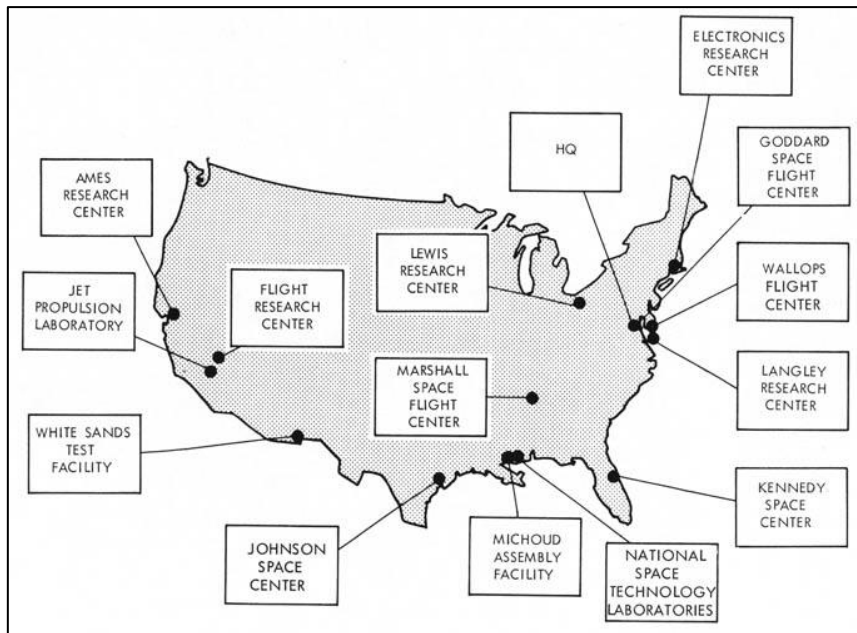 ELECTRONICS
RESEARCH
CENTER
HQ
GODDARD
SPACE
FLIGHT
CENTER
AMES
RESEARCH
CENTER
LEWIS
RESEARCH
CENTER
WALLOPS
FLIGHT
CENTER
JET
PROPULSION
LABORATORY
FLIGHT
RESEARCH
CENTER
MARSHALL
SPACE
FLIGHT
CENTER
LANGLEY
RESEARCH
CENTER
WHITE SANDS
TEST
FACILITY
KENNEDY
SPACE
CENTER
JOHNSON
SPACE
CENTER
MICHOUD
ASSEMBLY
FACILITY
NATIONAL
SPACE
TECHNOLOGY
LABORATORIES